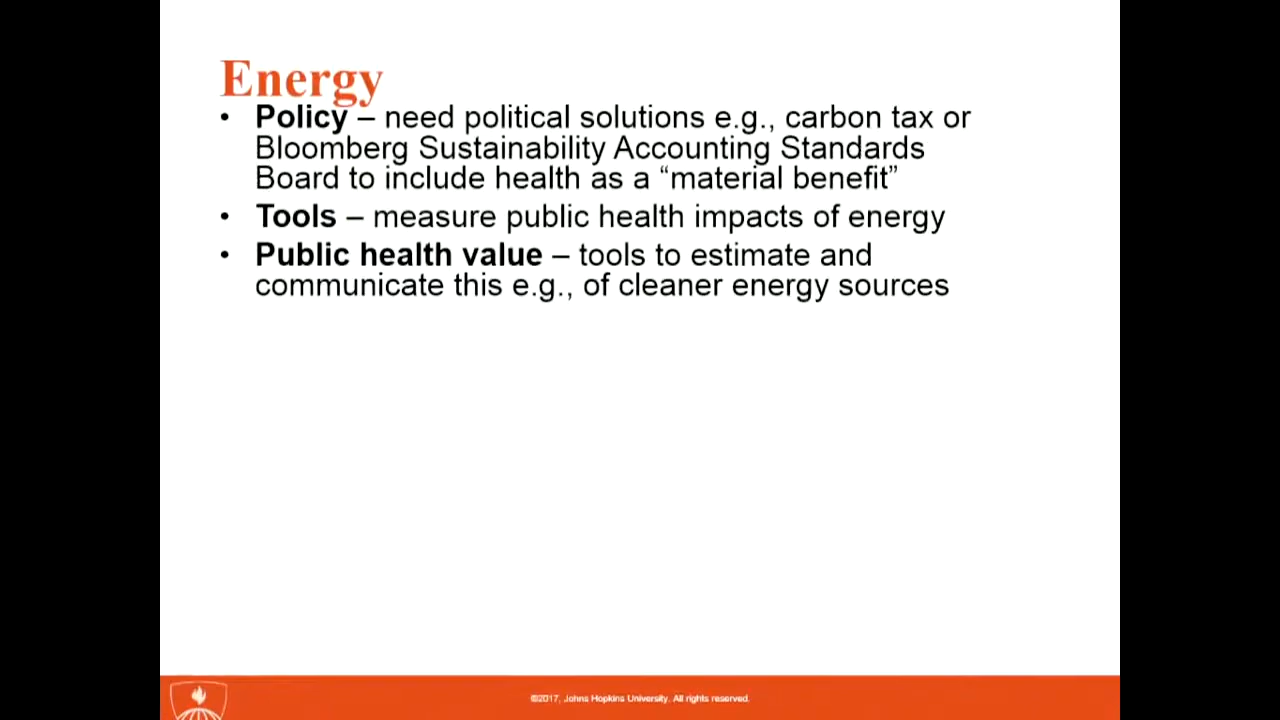 Energy
• Policy – need political solutions e.g., carbon tax or
Bloomberg Sustainability Accounting Standards
Board to include health as a “material benefit”
• Tools – measure public health impacts of energy
• Public health value – tools to estimate and
communicate this e.g., of cleaner energy sources
©2017, Johns Hopkins University. All rights reserved.